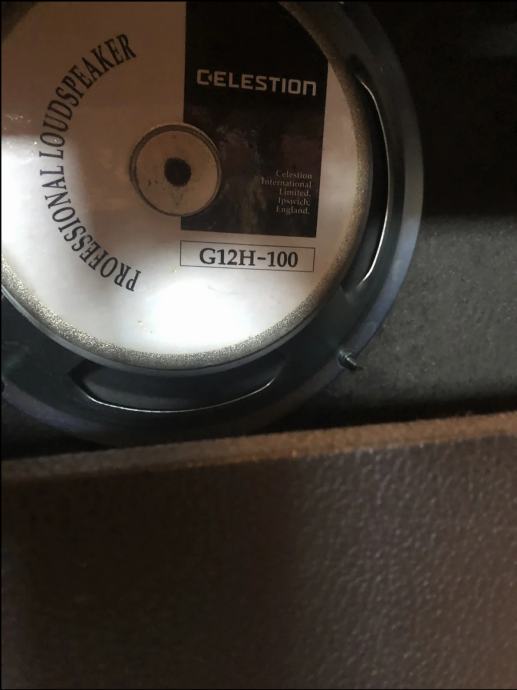 PROFESSIONAL LOUDSPEAKER
CELESTION
Celestion
International
Limited,
Ipswich,
England.
G12H-100